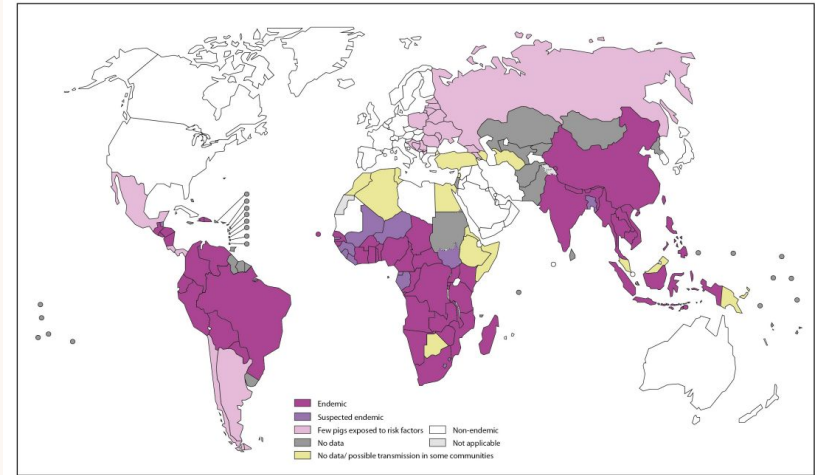 Endemic
Suspected endemic
Few pigs exposed to risk factors
Non-endemic
No data
Not applicable
No data/ possible transmission in some communities